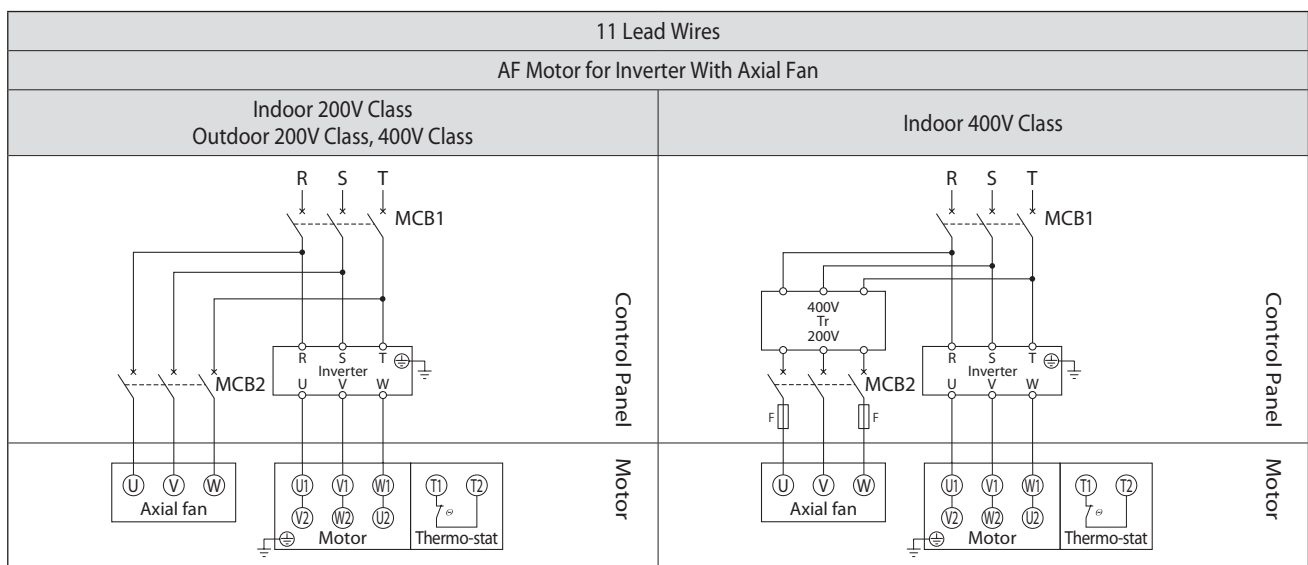 11 Lead Wires
AF Motor for Inverter With Axial Fan
Indoor 200V Class
Outdoor 200V Class, 400V Class
Indoor 400V Class
R S T
MCB1
R S T
Inverter
U V W
MCB2
Control Panel
U V W
Axial fan
U1 V1 W1
V2 W2 U2
Motor
T1 T2
Θ
Thermo-stat
Motor
R S T
MCB1
400V
Tr
200V
R S T
Inverter
U V W
MCB2
F F
Control Panel
U V W
Axial fan
U1 V1 W1
V2 W2 U2
Motor
T1 T2
Θ
Thermo-stat
Motor